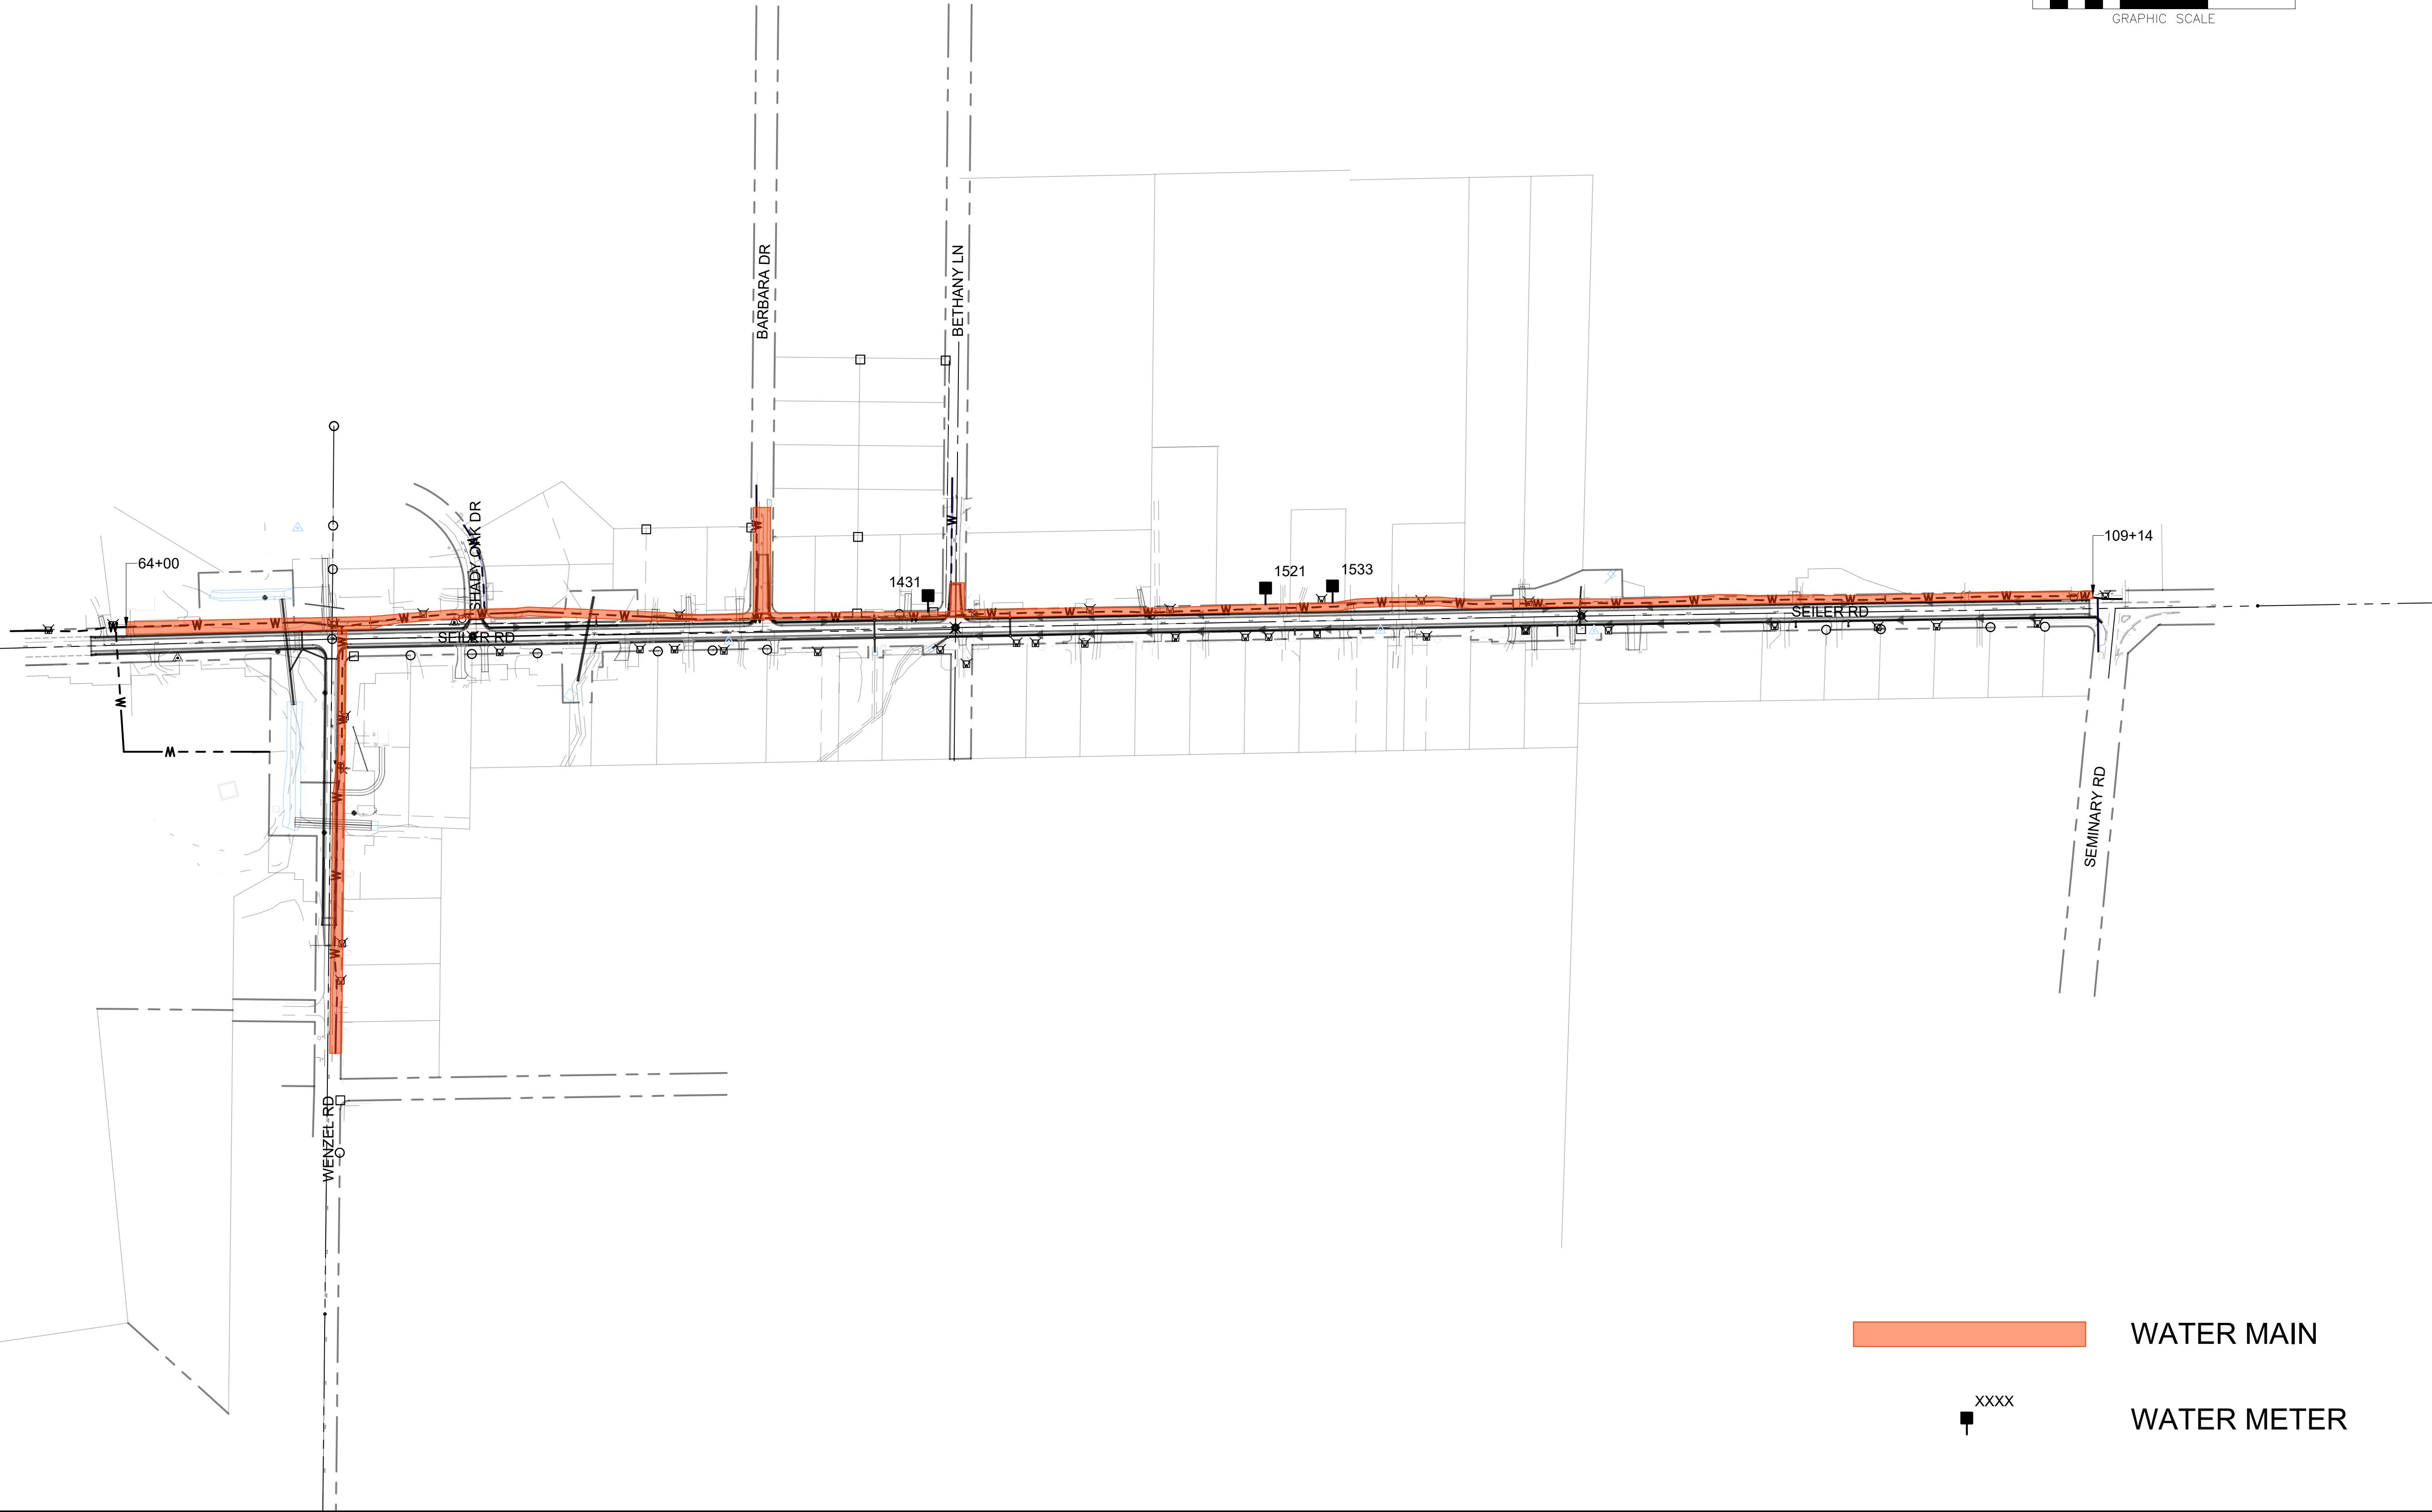 GRAPHIC SCALE
BARBARA DR
BETHANY LN
SHADY OAK DR
64+00
109+14
1431
1521
1533
SEILER RD
SEILER RD
W
W
W
SEMINARY RD
WENZEL RD
WATER MAIN
XXXX
WATER METER